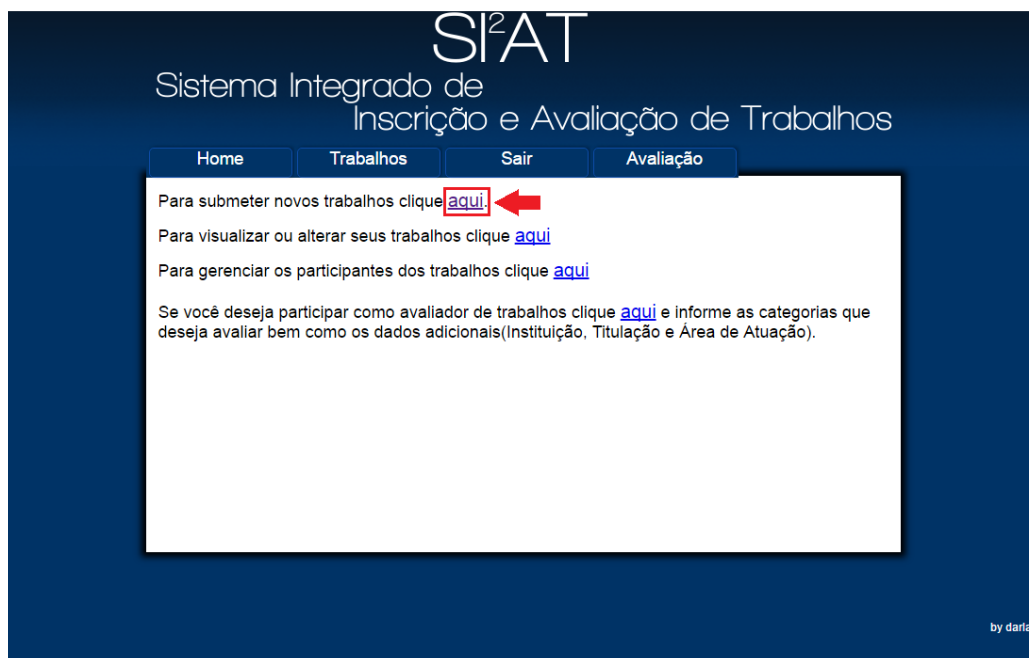 SI²AT
Sistema Integrado de
Inscrição e Avaliação de Trabalhos
Home Trabalhos Sair Avaliação
Para submeter novos trabalhos clique aqui.
Para visualizar ou alterar seus trabalhos clique aqui
Para gerenciar os participantes dos trabalhos clique aqui
Se você deseja participar como avaliador de trabalhos clique aqui e informe as categorias que
deseja avaliar bem como os dados adicionais(Instituição, Titulação e Área de Atuação).
by darla